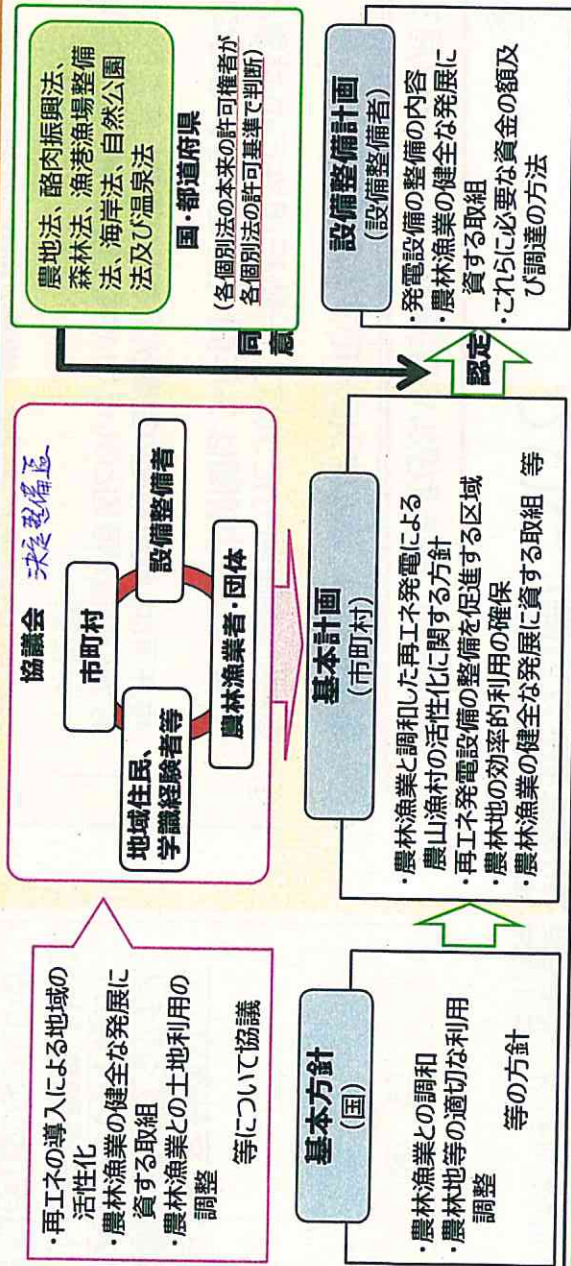 ・再エネの導入による地域の
活性化
・農林漁業の健全な発展に
資する取組
・農林漁業との土地利用の
調整
等について協議
協議会
市町村
設備整備者
農林漁業者・団体
地域住民、
学識経験者等
農地法、酪肉振興法、
森林法、漁港漁場整備
法、海岸法、自然公園
法及び温泉法
国・都道府県
(各個別法の本来の許可権者が
各個別法の許可基準で判断)
同
意
基本方針
(国)
・農林漁業との調和
・農林地等の適切な利用
調整
等の方針
基本計画
(市町村)
・農林漁業と調和した再エネ発電による
農山漁村の活性化に関する方針
・再エネ発電設備の整備を促進する区域
・農林地の効率的利用の確保
・農林漁業の健全な発展に資する取組 等
認定
設備整備計画
(設備整備者)
・発電設備の整備の内容
・農林漁業の健全な発展に
資する取組
・これらに必要な資金の額及
び調達の方法